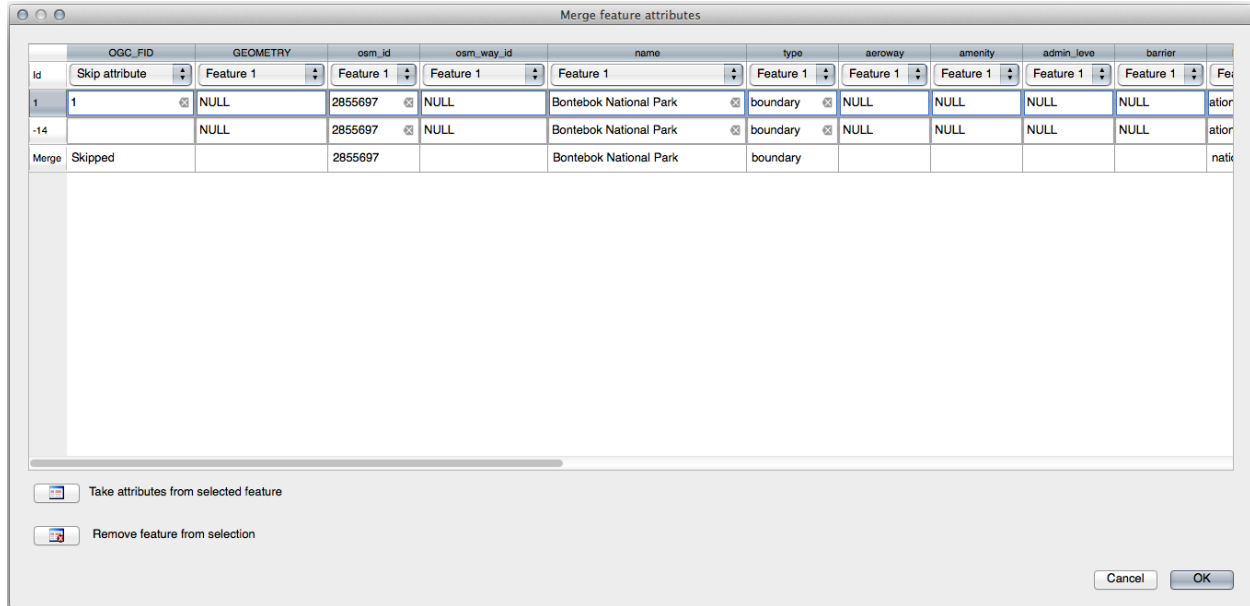 Merge feature attributes
OGC_FID GEOMETRY osm_id osm_way_id name type aeroway amenity admin_leve barrier
Id Skip attribute Feature 1 Feature 1 Feature 1 Feature 1 Feature 1 Feature 1 Feature 1 Feature 1 Feature 1 Fea
1 1 NULL 2855697 NULL Bontebok National Park boundary NULL NULL NULL NULL ation
-14 NULL 2855697 NULL Bontebok National Park boundary NULL NULL NULL NULL ation
Merge Skipped 2855697 Bontebok National Park boundary natio
Take attributes from selected feature
Remove feature from selection
Cancel OK